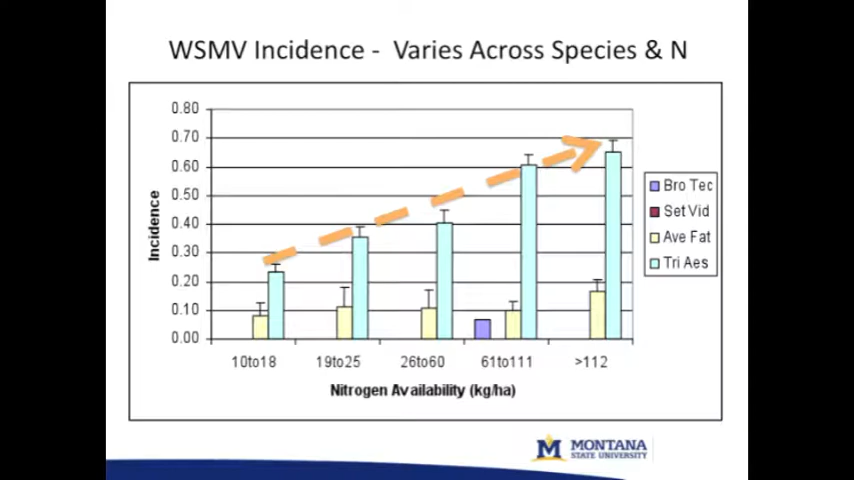 WSMV Incidence - Varies Across Species & N
0.80
0.70
0.60
0.50
0.40
0.30
0.20
0.10
0.00
Incidence
10to18 19to25 26to60 61to111 >112
Nitrogen Availability (kg/ha)
Bro Tec
Set Vid
Ave Fat
Tri Aes
M MONTANA
STATE UNIVERSITY